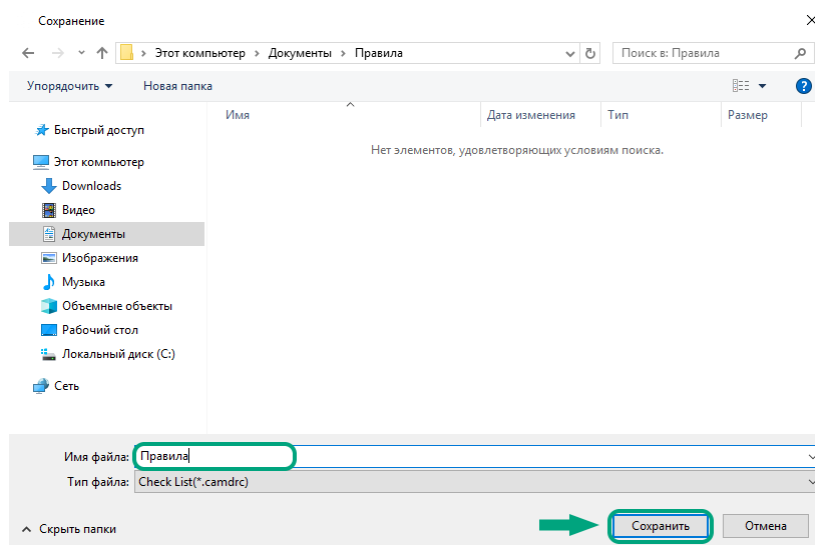 Сохранение
Этот компьютер > Документы > Правила
Поиск в: Правила
Упорядочить
Новая папка
Имя
Дата изменения
Тип
Размер
Нет элементов, удовлетворяющих условиям поиска.
Быстрый доступ
Этот компьютер
Downloads
Видео
Документы
Изображения
Музыка
Объемные объекты
Рабочий стол
Локальный диск (C:)
Сеть
Имя файла: Правила
Тип файла: Check List(*.camdrc)
Скрыть папки
Сохранить
Отмена